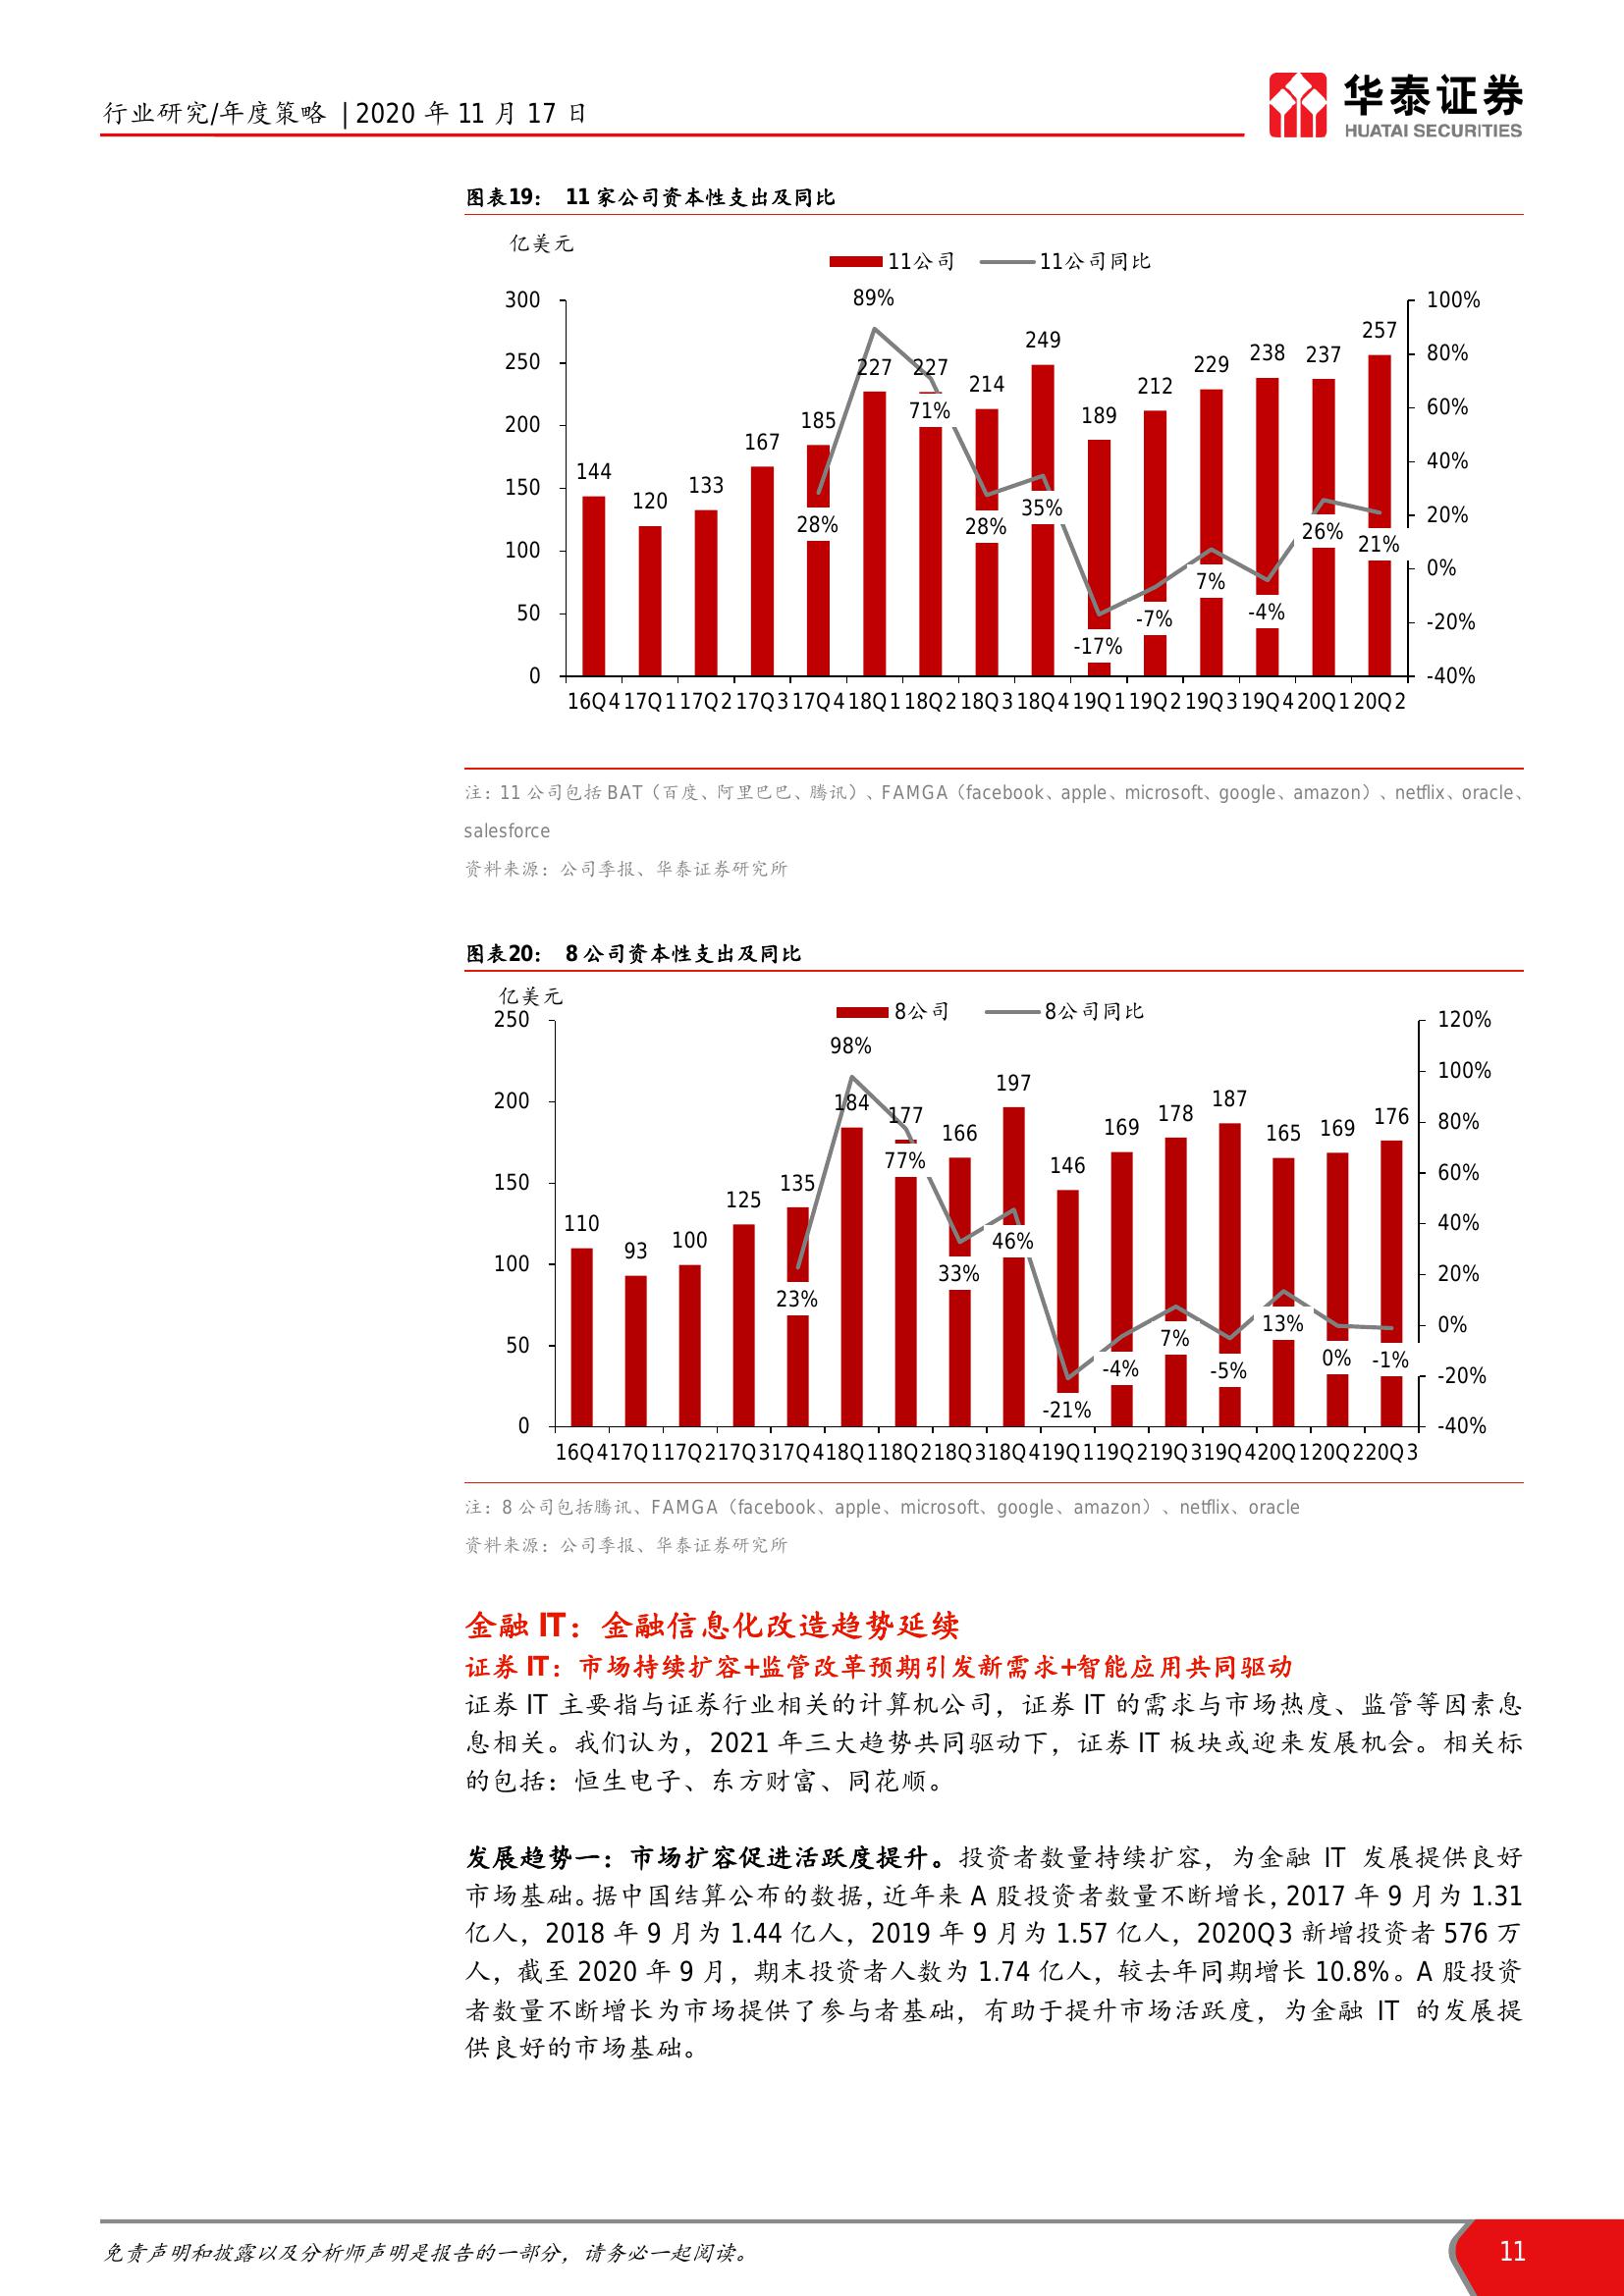 行业研究/年度策略 | 2020 年 11 月 17 日
华泰证券
HUATAI SECURITIES
图表19： 11 家公司资本性支出及同比
亿美元
11公司 11公司同比
89%
300 100%
257
249
238 237
227 227 229
250 80%
214 212
71%
200 189 60%
185
167
150 144 40%
133
120 35%
28% 28% 26% 21%
100 20%
7% 0%
50 -4% -7% -20%
-17%
0 -40%
16Q4 17Q1 17Q2 17Q3 17Q4 18Q1 18Q2 18Q3 18Q4 19Q1 19Q2 19Q3 19Q4 20Q1 20Q2
注：11 公司包括 BAT（百度、阿里巴巴、腾讯）、FAMGA（facebook、apple、microsoft、google、amazon）、netflix、oracle、
salesforce
资料来源：公司季报、华泰证券研究所
图表20： 8 公司资本性支出及同比
亿美元
8公司 8公司同比
250 120%
98%
100%
197
200 184 187
177 178 176 80%
166 169 165 169
77%
150 146 60%
135
125
110 40%
100 93 100 46%
33%
23% 20%
13%
50 7% 0%
0% -1%
-4% -5% -20%
-21%
0 -40%
16Q4 17Q1 17Q2 17Q3 17Q4 18Q1 18Q2 18Q3 18Q4 19Q1 19Q2 19Q3 19Q4 20Q1 20Q2 20Q3
注：8 公司包括腾讯、FAMGA（facebook、apple、microsoft、google、amazon）、netflix、oracle
资料来源：公司季报、华泰证券研究所
金融 IT：金融信息化改造趋势延续
证券 IT：市场持续扩容+监管改革预期引发新需求+智能应用共同驱动
证券 IT 主要指与证券行业相关的计算机公司，证券 IT 的需求与市场热度、监管等因素息
息相关。我们认为，2021 年三大趋势共同驱动下，证券 IT 板块或迎来发展机会。相关标
的包括：恒生电子、东方财富、同花顺。
发展趋势一：市场扩容促进活跃度提升。投资者数量持续扩容，为金融 IT 发展提供良好
市场基础。据中国结算公布的数据，近年来 A 股投资者数量不断增长，2017 年 9 月为 1.31
亿人，2018 年 9 月为 1.44 亿人，2019 年 9 月为 1.57 亿人，2020Q3 新增投资者 576 万
人，截至 2020 年 9 月，期末投资者人数为 1.74 亿人，较去年同期增长 10.8%。A 股投资
者数量不断增长为市场提供了参与者基础，有助于提升市场活跃度，为金融 IT 的发展提
供良好的市场基础。
免责声明和披露以及分析师声明是报告的一部分，请务必一起阅读。
11